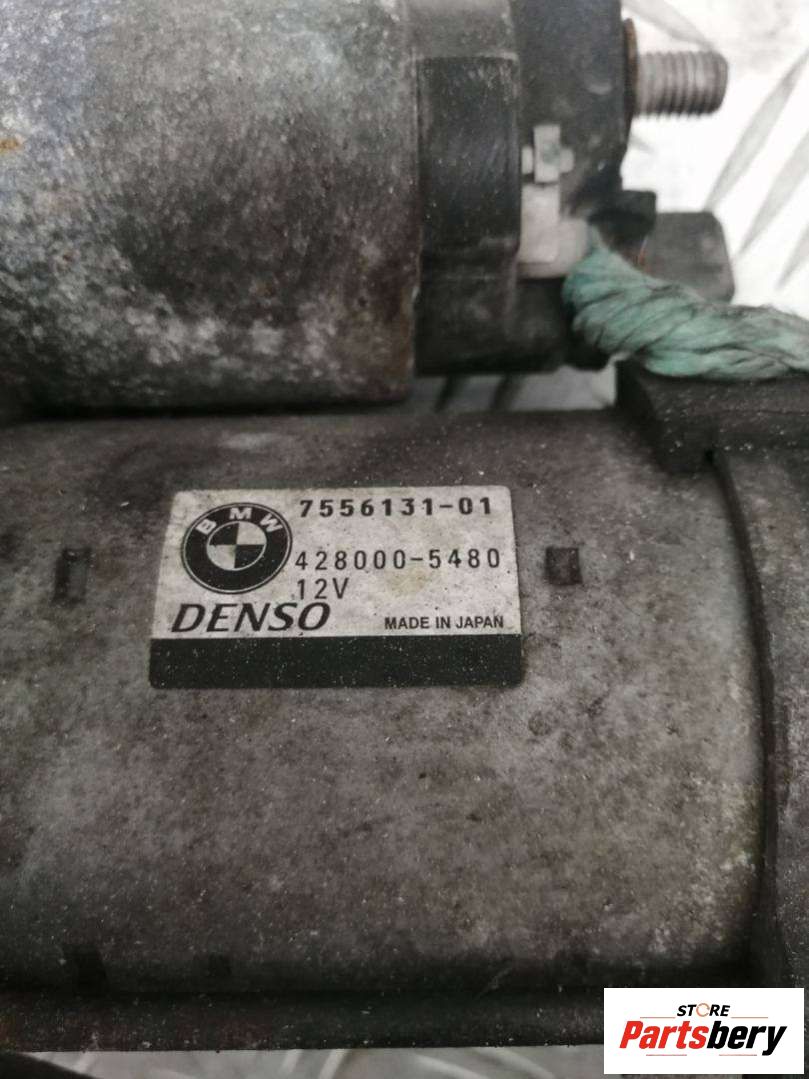 BMW
7556131-01
428000-5480
12V
DENSO
MADE IN JAPAN
STORE
Partsbery